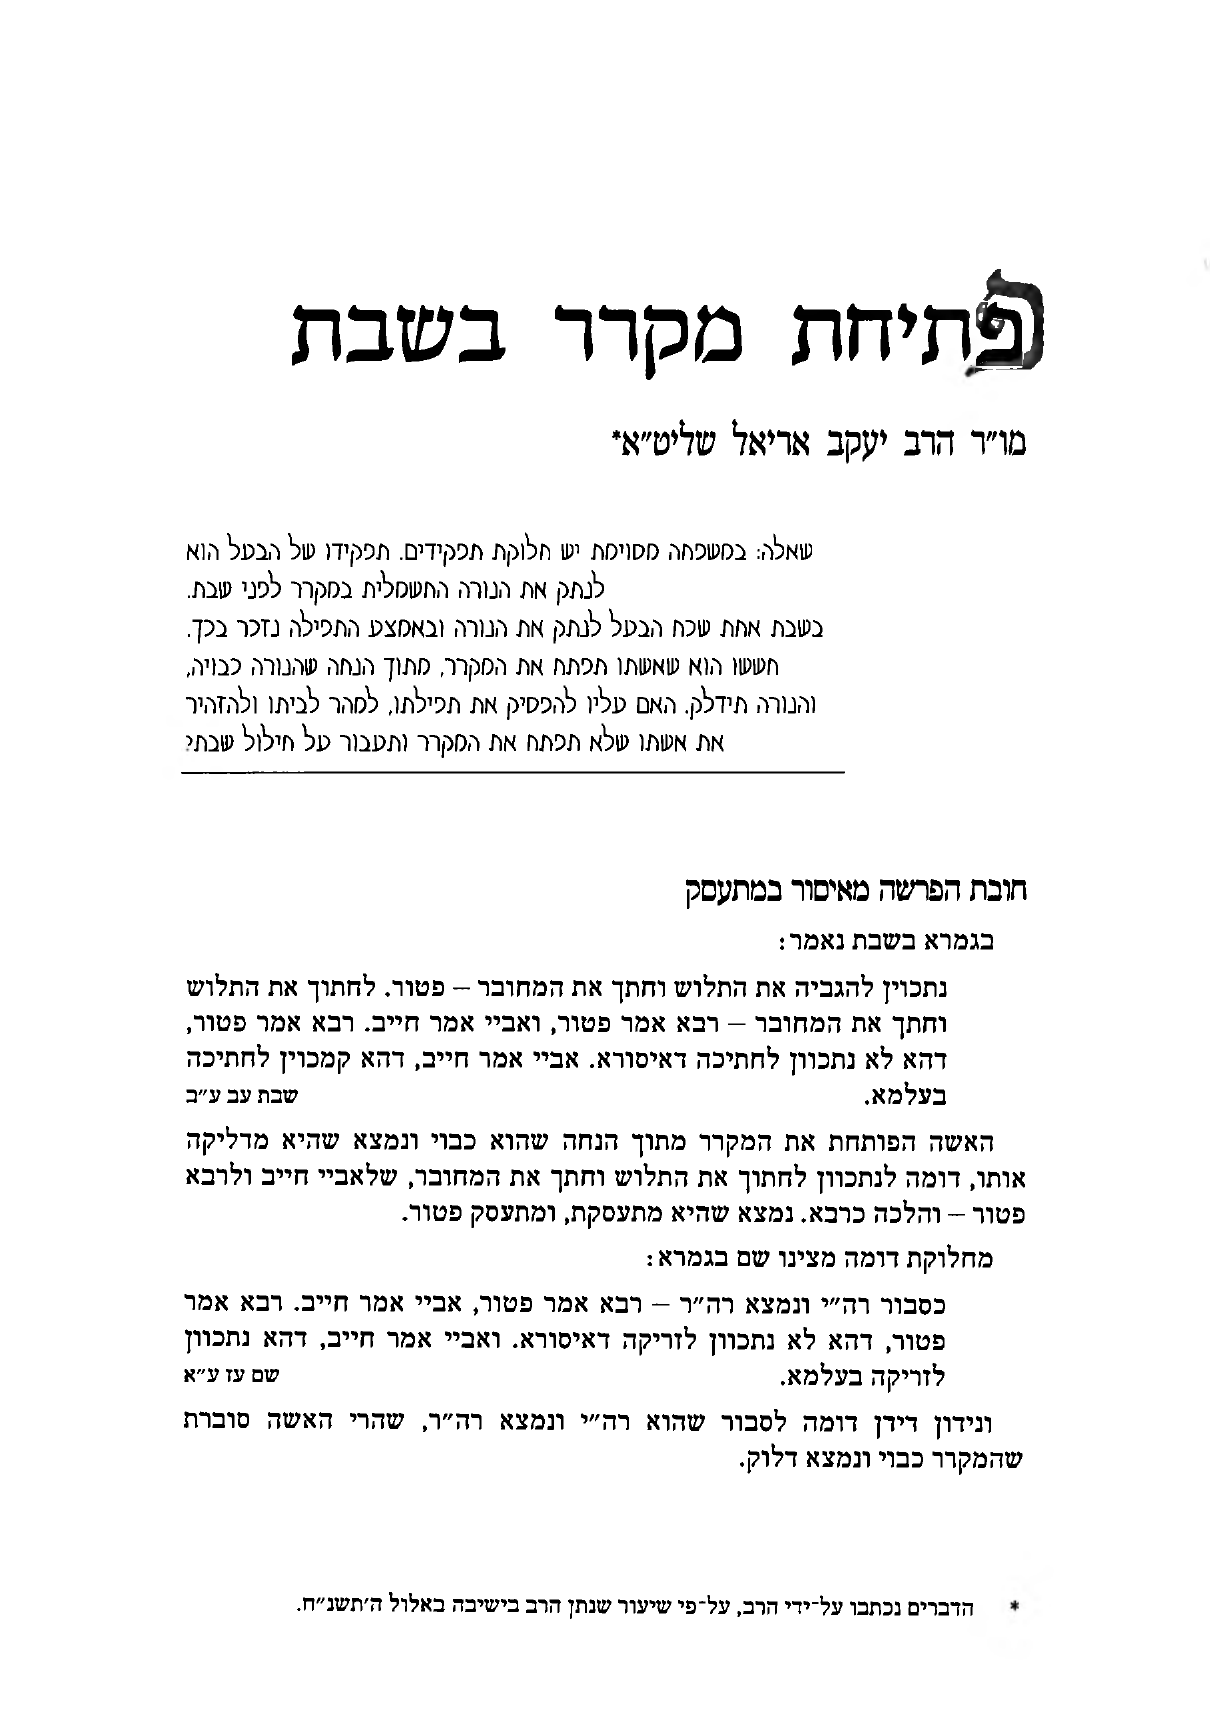 פתיחת מקרר בשבת
מו״ר הרב יעקב אריאל שליט״א*
שאלה: במשפחה מסוימת יש חלוקת תפקידים. תפקידו של הבעל הוא
לנתק את הנורה החשמלית במקרר לפני שבת.
בשבת אחת שכח הבעל לנתק את הנורה ובאמצע התפילה נזכר בכך.
חששו הוא שאשתו תפתח את המקרר, מתוך הנחה שהנורה כבויה,
והנורה תידלק. האם עליו להפסיק את תפילתו, למהר לביתו ולהזהיר
את אשתו שלא תפתח את המקרר ותעבור על חילול שבת?
חובת הפרשה מאיסור במתעסק
בגמרא בשבת נאמר:
נתכוין להגביה את התלוש וחתך את המחובר – פטור. לחתוך את התלוש
וחתך את המחובר – רבא אמר פטור, ואביי אמר חייב. רבא אמר פטור,
דהא לא נתכוון לחתיכה דאיסורא. אביי אמר חייב, דהא קמכוין לחתיכה
בעלמא. שבת עב ע״ב
האשה הפותחת את המקרר מתוך הנחה שהוא כבוי ונמצא שהיא מדליקה
אותו, דומה לנתכוון לחתוך את התלוש וחתך את המחובר, שלאביי חייב ולרבא
פטור – והלכה כרבא. נמצא שהיא מתעסקת, ומתעסק פטור.
מחלוקת דומה מצינו שם בגמרא:
כסבור רה״י ונמצא רה״ר – רבא אמר פטור, אביי אמר חייב. רבא אמר
פטור, דהא לא נתכוון לזריקה דאיסורא. ואביי אמר חייב, דהא נתכוון
לזריקה בעלמא. שם עז ע״א
ונידון דידן דומה לסבור שהוא רה״י ונמצא רה״ר, שהרי האשה סוברת
שהמקרר כבוי ונמצא דלוק.
* הדברים נכתבו על־ידי הרב, על־פי שיעור שנתן הרב בישיבה באלול ה׳תשנ״ח.